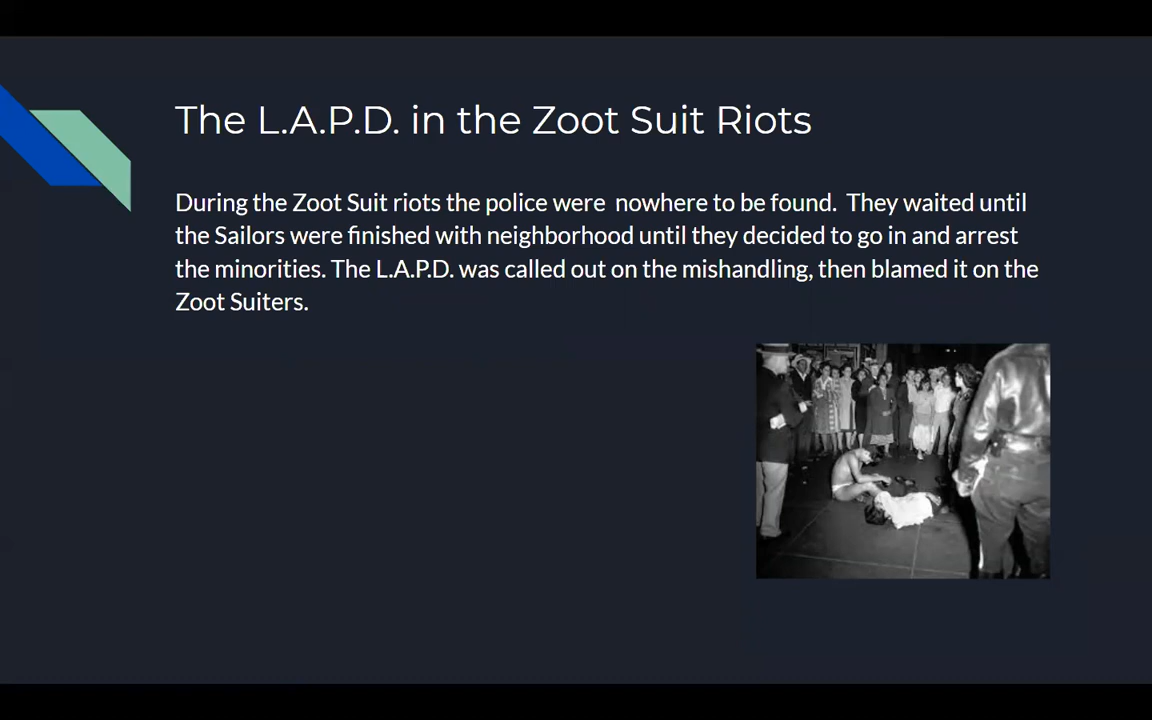 The L.A.P.D. in the Zoot Suit Riots
During the Zoot Suit riots the police were  nowhere to be found.  They waited until
the Sailors were finished with neighborhood until they decided to go in and arrest
the minorities. The L.A.P.D. was called out on the mishandling, then blamed it on the
Zoot Suiters.